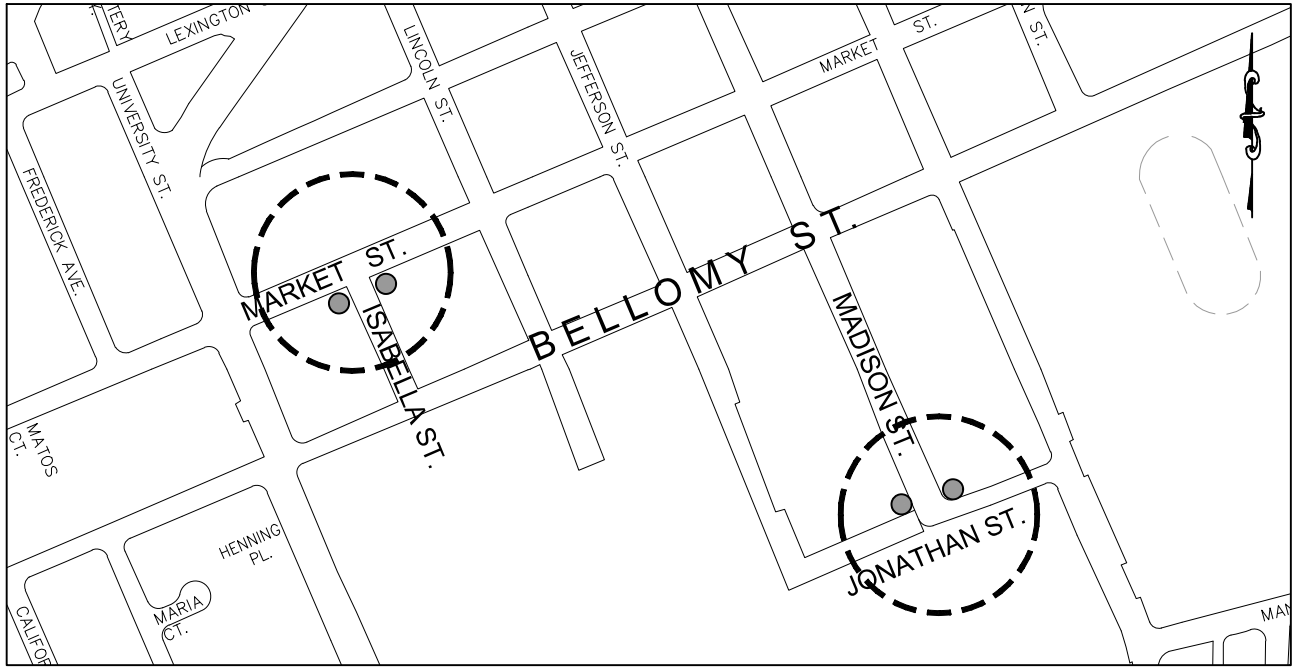 LEXINGTON
LINCOLN ST.
JEFFERSON ST.
MARKET ST.
UNIVERSITY ST.
FREDERICK AVE.
MARKET ST.
ISABELLA ST.
BELLOMY ST.
MADISON ST.
JONATHAN ST.
MATOS
CT.
HENNING
PL.
MARIA
CT.